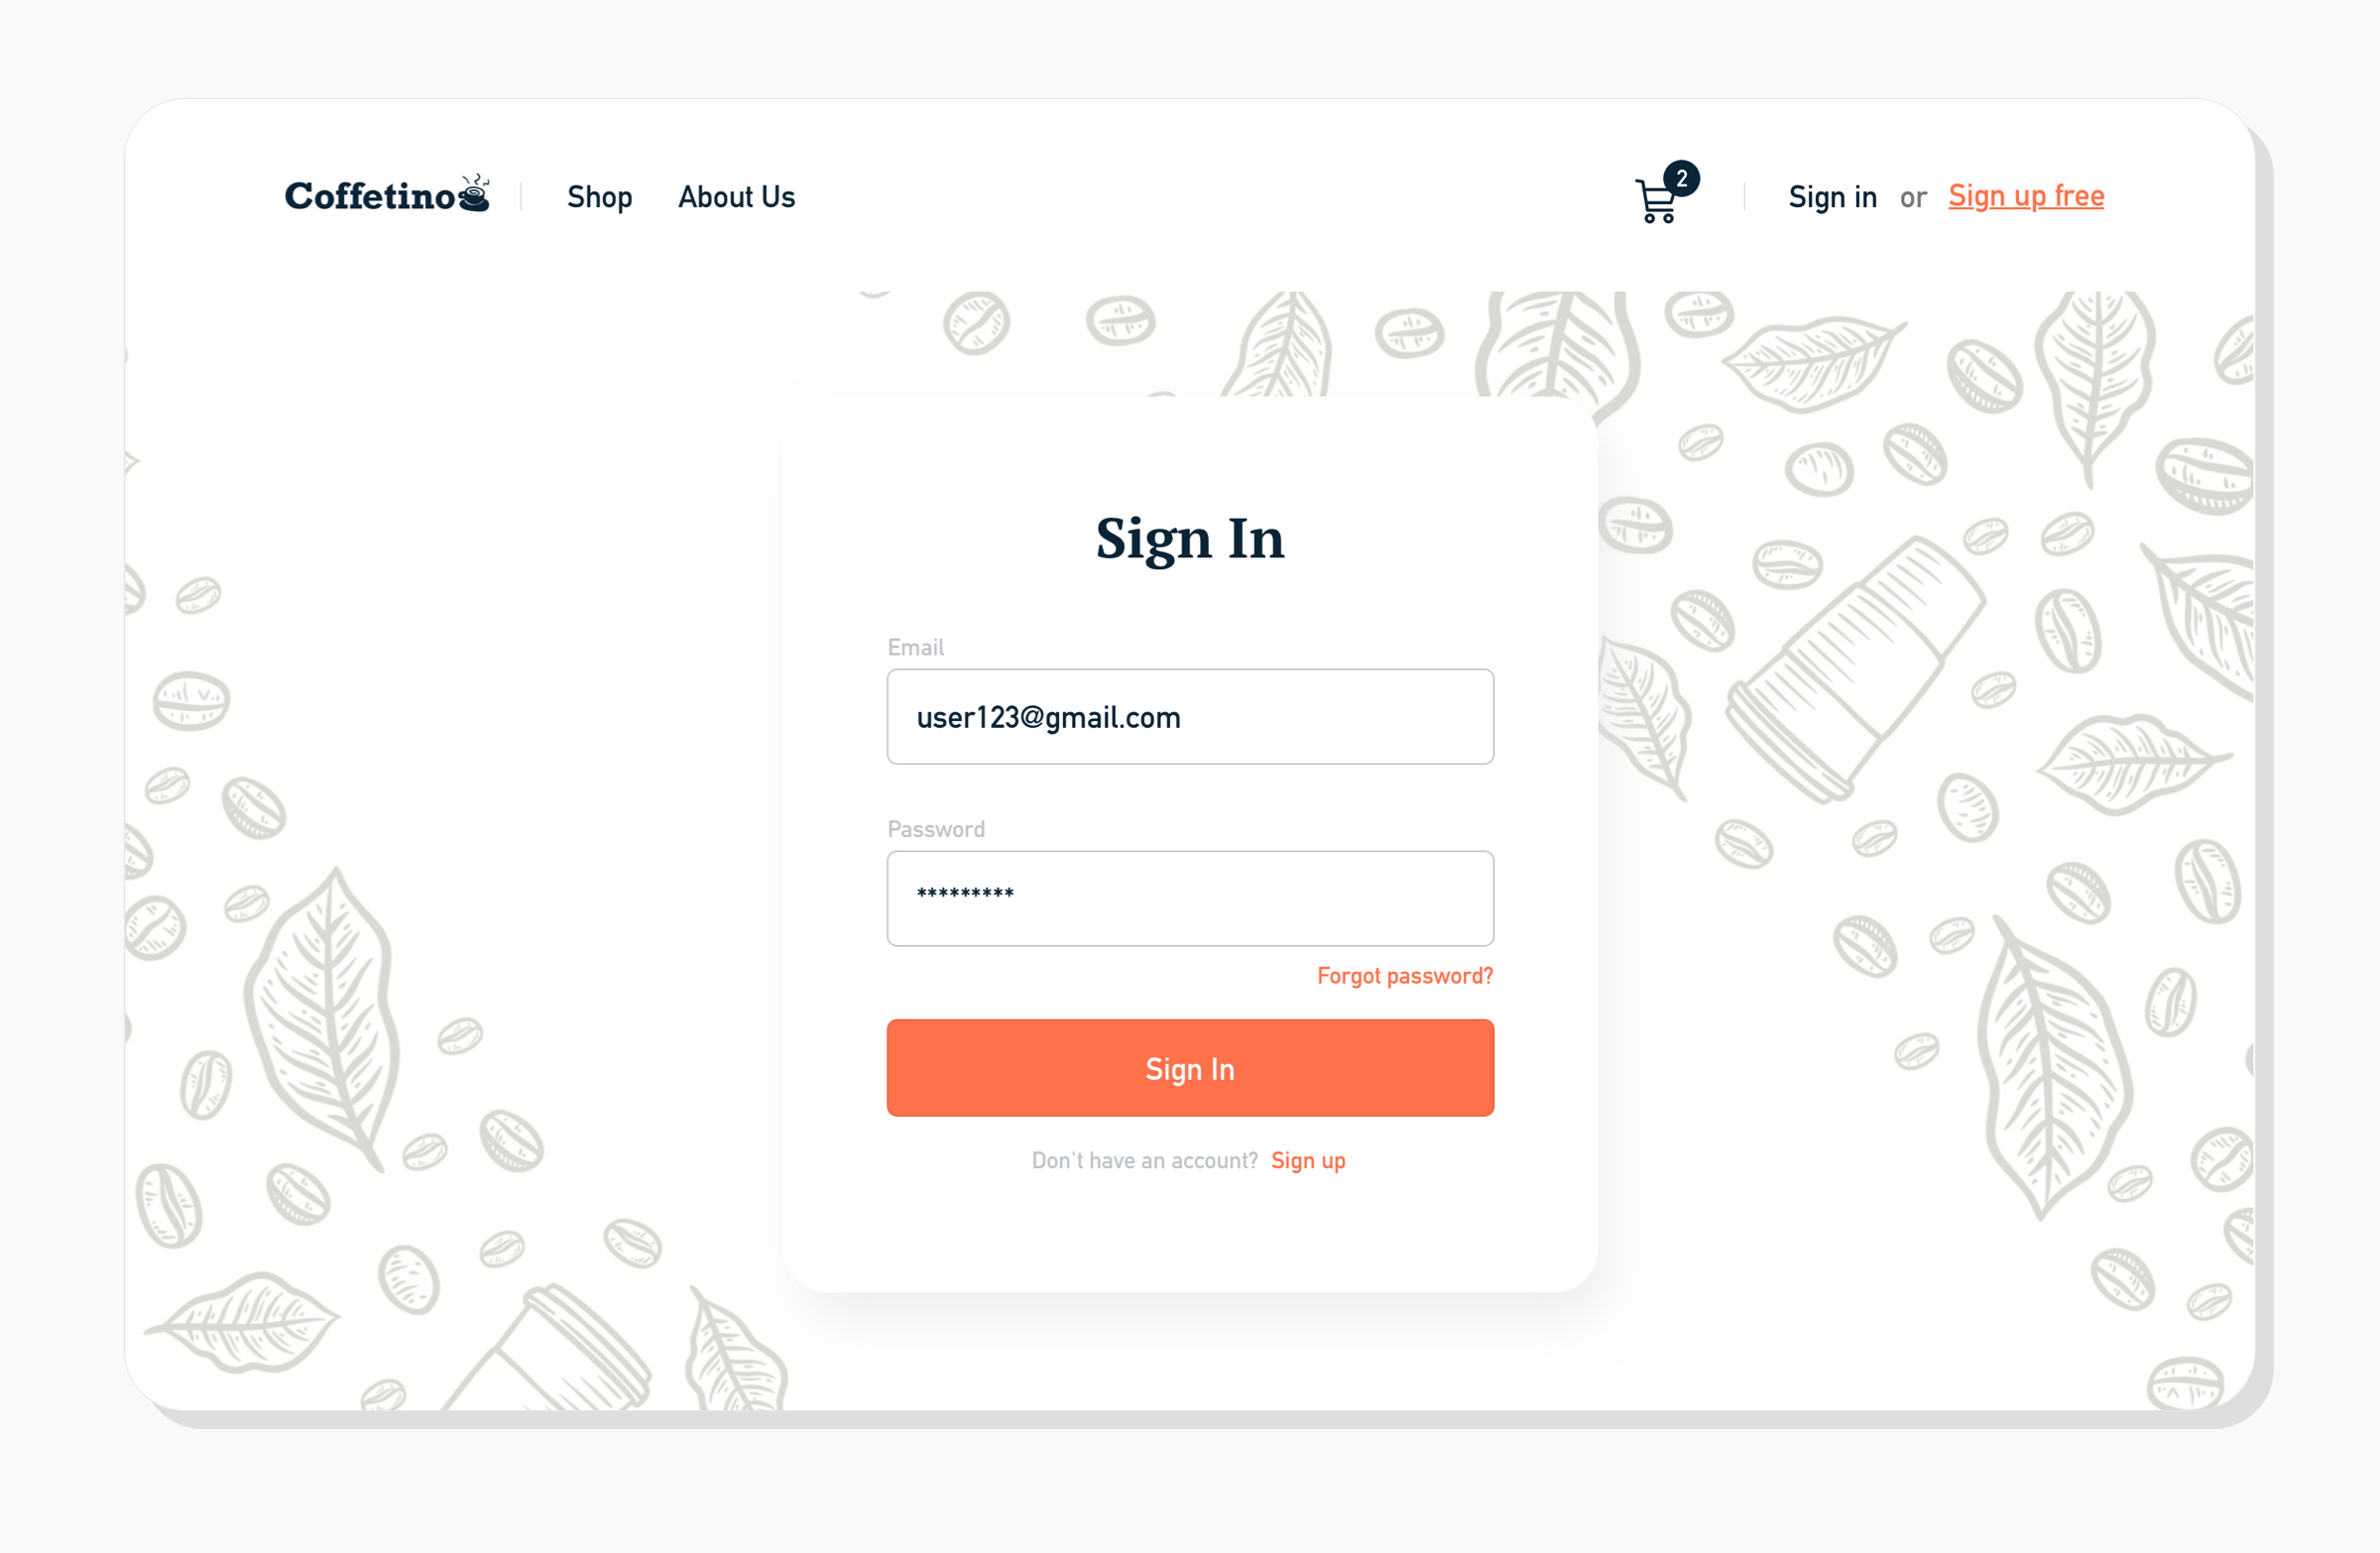 Coffetino Shop About Us 2 Sign in or Sign up free
Sign In
Email
user123@gmail.com
Password
*********
Forgot password?
Sign In
Don't have an account? Sign up